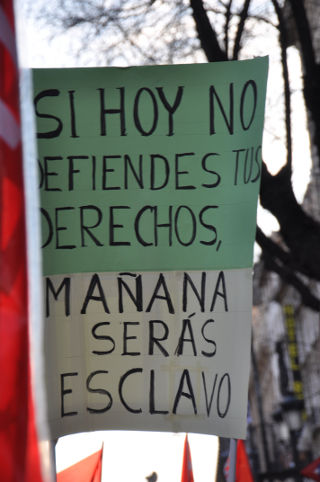 SI HOY NO
DEFIENDES TUS
DERECHOS,
MAÑANA
SERÁS
ESCLAVO